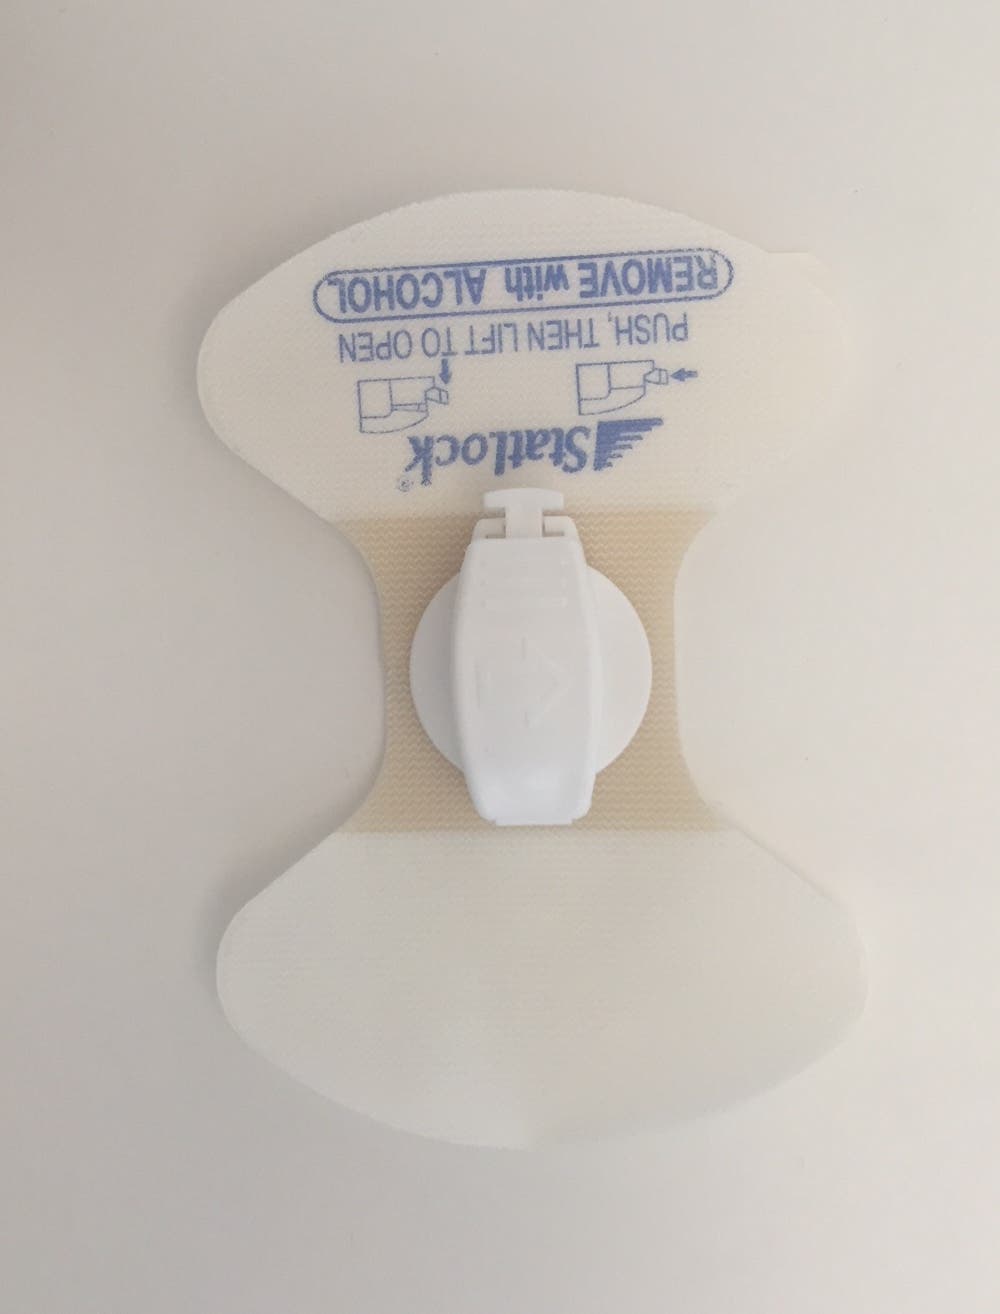 StatLock®
PUSH, THEN LIFT TO OPEN
REMOVE with ALCOHOL